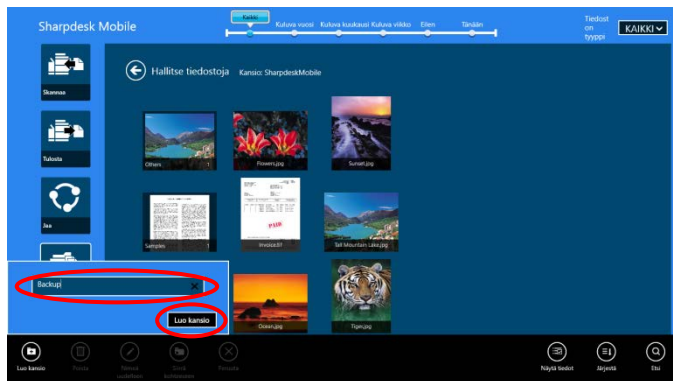 Sharpdesk Mobile
Kaikki
Kuluva vuosi
Kuluva kuukausi
Kuluva viikko
Eilen
Tänään
Tiedost
on
tyyppi
KAIKKI
Hallitse tiedostoja
Kansio: SharpdeskMobile
Skannaa
Tulosta
Jaa
Others 1
Flowers.jpg
Sunset.jpg
Samples 1
PAID
Invoice.tif
Tall Mountain Lake.jpg
Ocean.jpg
Tiger.jpg
Backup
Luo kansio
Luo kansio
Poista
Nimeä
uudelleen
Siirrä
kohteeseen
Peruuta
Näytä tiedot
Järjestä
Etsi